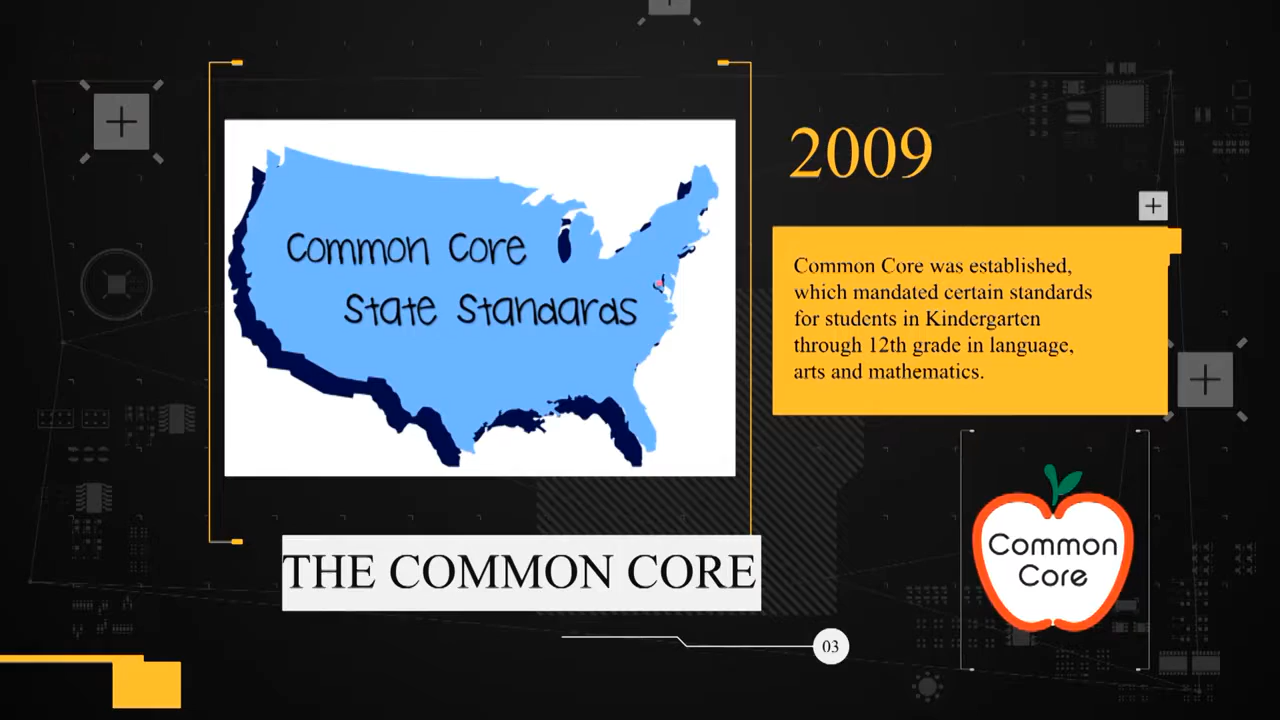 Common Core
State Standards
2009
Common Core was established,
which mandated certain standards
for students in Kindergarten
through 12th grade in language,
arts and mathematics.
Common
Core
THE COMMON CORE
03